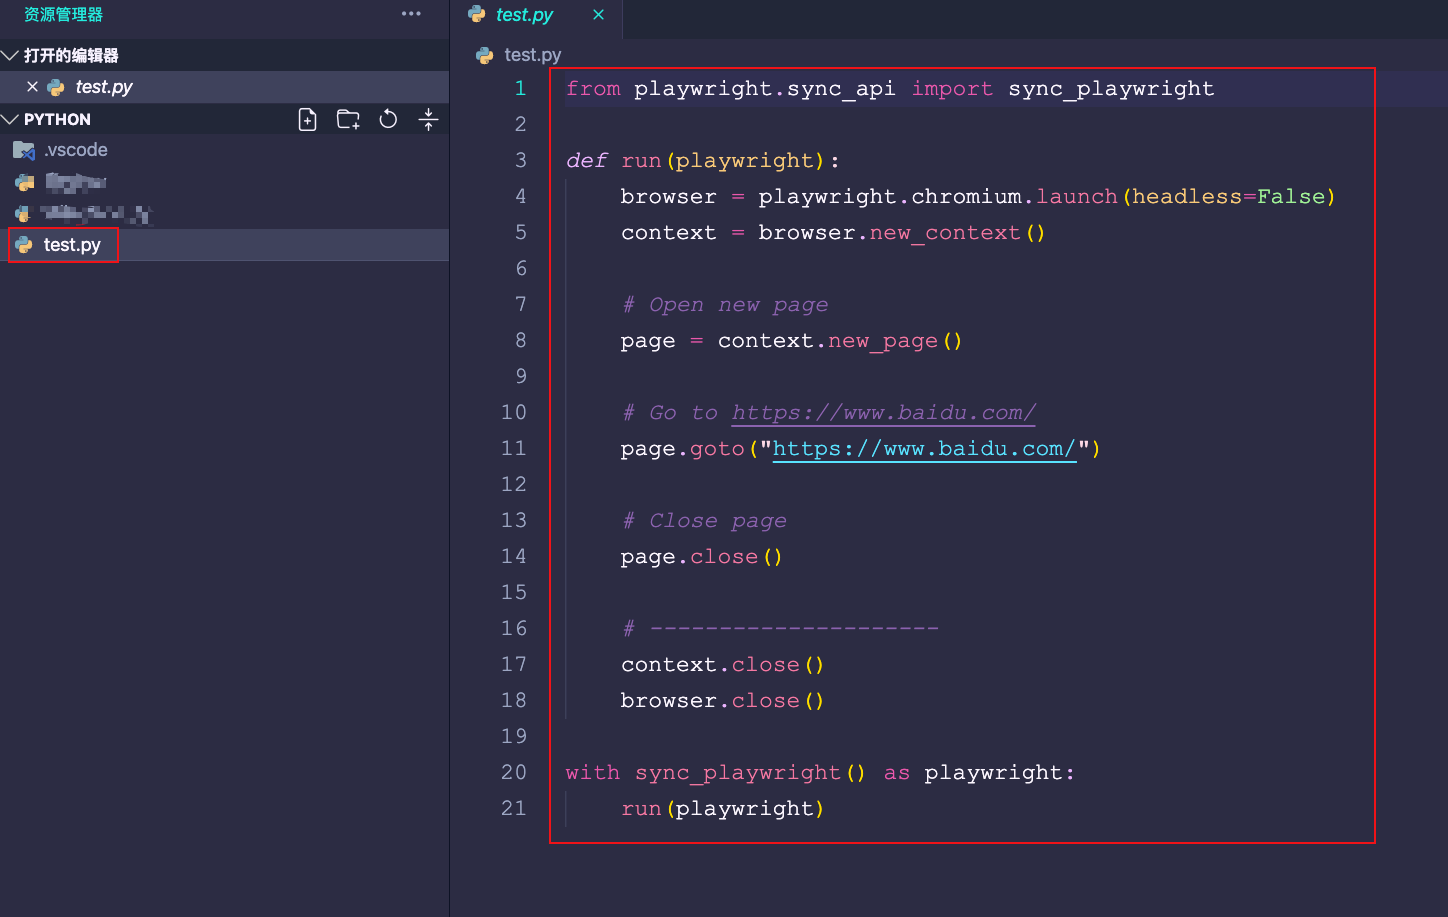 资源管理器
打开的编辑器
test.py
PYTHON
.vscode
test.py
test.py
test.py
1 from playwright.sync_api import sync_playwright
2
3 def run(playwright):
4     browser = playwright.chromium.launch(headless=False)
5     context = browser.new_context()
6
7     # Open new page
8     page = context.new_page()
9
10     # Go to https://www.baidu.com/
11     page.goto("https://www.baidu.com/")
12
13     # Close page
14     page.close()
15
16     # ---------------------
17     context.close()
18     browser.close()
19
20 with sync_playwright() as playwright:
21     run(playwright)